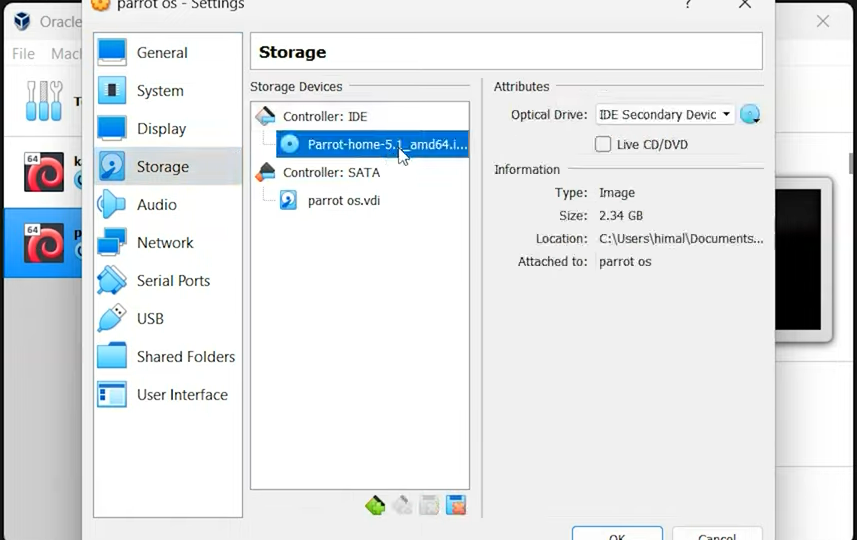 parrot os - Settings
?
Oracle
File
Mac
64
64
General
System
Display
Storage
Audio
Network
Serial Ports
USB
Shared Folders
User Interface
Storage
Storage Devices
Controller: IDE
Parrot-home-5.1_amd64.i...
Controller: SATA
parrot os.vdi
Attributes
Optical Drive: IDE Secondary Devic
Live CD/DVD
Information
Type: Image
Size: 2.34 GB
Location: C:\Users\himal\Documents...
Attached to: parrot os
OK
Cancel